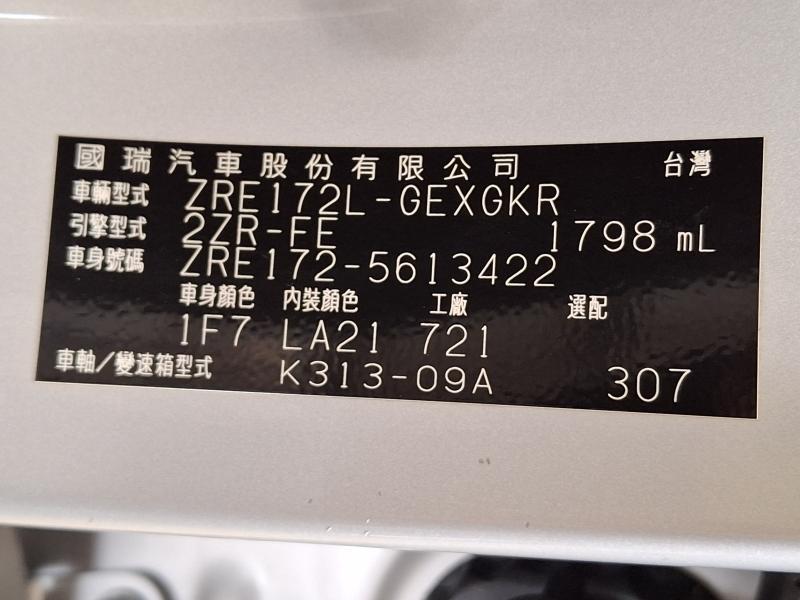 國瑞汽車股份有限公司 台灣
車輛型式 ZRE172L-GEXGKR
引擎型式 2ZR-FE 1798 mL
車身號碼 ZRE172-5613422
車身顏色 內裝顏色 工廠 選配
1F7 LA21 721
車軸/變速箱型式 K313-09A 307